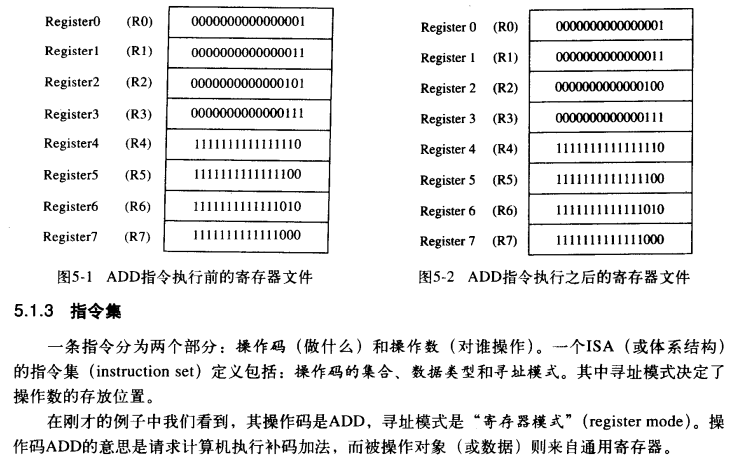 Register0 (R0) 0000000000000001
Register1 (R1) 0000000000000011
Register2 (R2) 0000000000000101
Register3 (R3) 0000000000000111
Register4 (R4) 1111111111111110
Register5 (R5) 1111111111111100
Register6 (R6) 1111111111111010
Register7 (R7) 1111111111111000
图5-1 ADD指令执行前的寄存器文件
Register 0 (R0) 0000000000000001
Register 1 (R1) 0000000000000011
Register 2 (R2) 0000000000000100
Register 3 (R3) 0000000000000111
Register 4 (R4) 1111111111111110
Register 5 (R5) 1111111111111100
Register 6 (R6) 1111111111111010
Register 7 (R7) 1111111111111000
图5-2 ADD指令执行之后的寄存器文件
5.1.3 指令集
一条指令分为两个部分：操作码（做什么）和操作数（对谁操作）。一个ISA（或体系结构）
的指令集（instruction set）定义包括：操作码的集合、数据类型和寻址模式。其中寻址模式决定了
操作数的存放位置。
在刚才的例子中我们看到，其操作码是ADD，寻址模式是“寄存器模式”（register mode）。操
作码ADD的意思是请求计算机执行补码加法，而被操作对象（或数据）则来自通用寄存器。